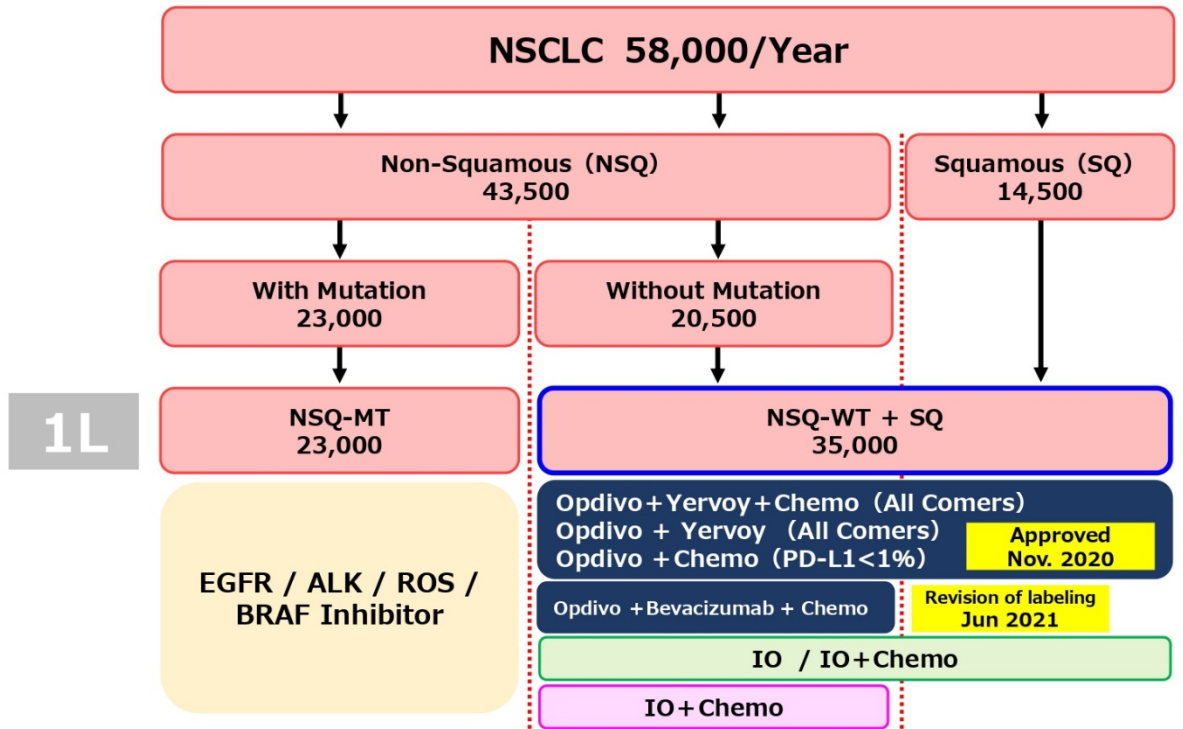 NSCLC 58,000/Year
Non-Squamous（NSQ）
43,500
Squamous（SQ）
14,500
With Mutation
23,000
Without Mutation
20,500
1L
NSQ-MT
23,000
NSQ-WT + SQ
35,000
EGFR / ALK / ROS /
BRAF Inhibitor
Opdivo+Yervoy+Chemo（All Comers）
Opdivo + Yervoy （All Comers）
Opdivo +Chemo（PD-L1<1%）
Approved
Nov. 2020
Opdivo +Bevacizumab + Chemo
Revision of labeling
Jun 2021
IO / IO+Chemo
IO+Chemo